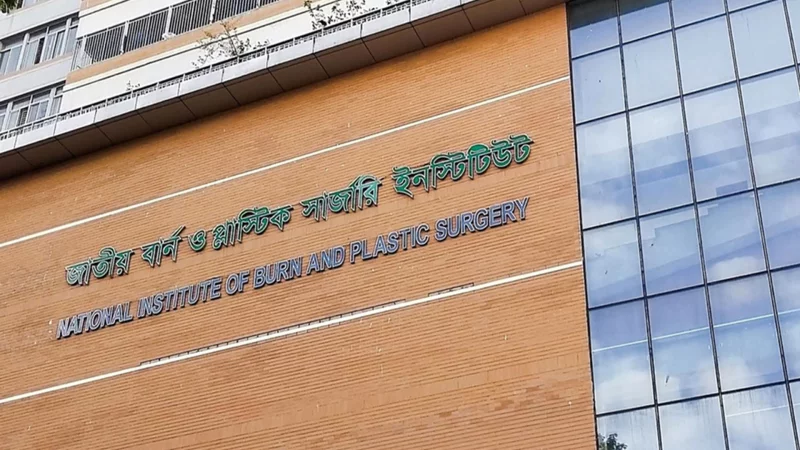 জাতীয় বার্ন ও প্লাস্টিক সার্জারি ইনস্টিটিউট
NATIONAL INSTITUTE OF BURN AND PLASTIC SURGERY